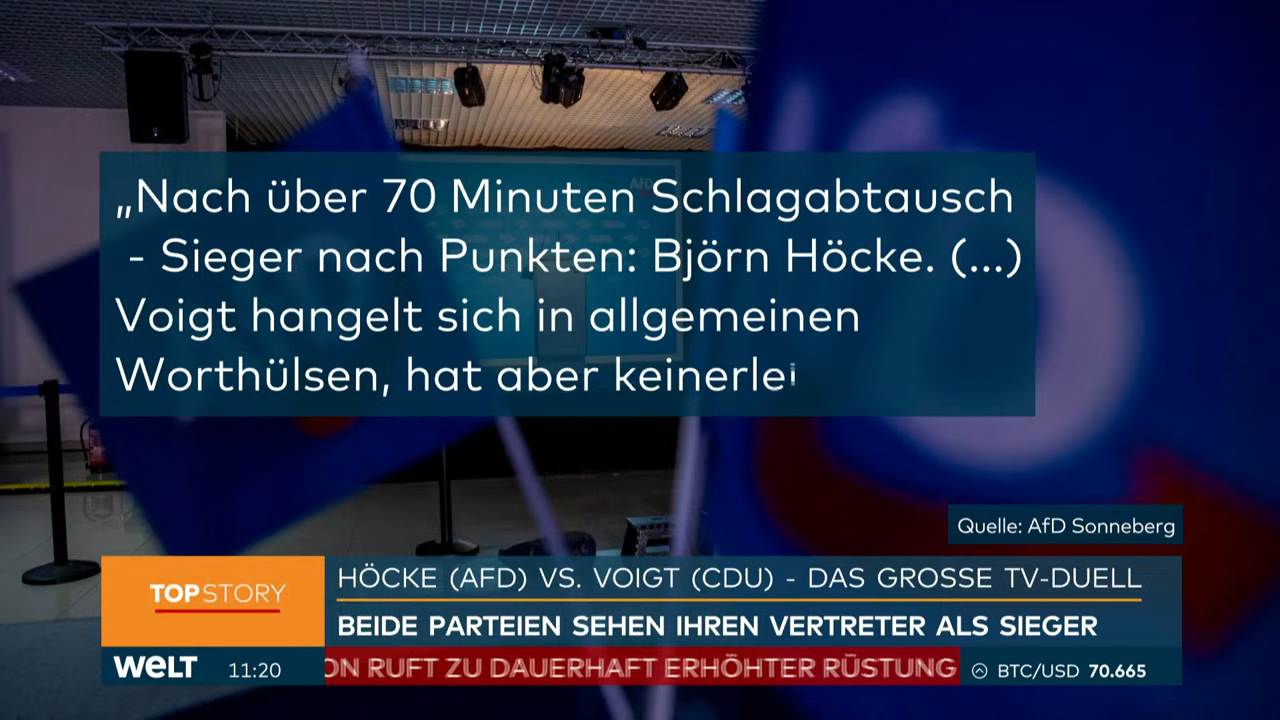 AfD
„Nach über 70 Minuten Schlagabtausch
- Sieger nach Punkten: Björn Höcke. (...)
Voigt hangelt sich in allgemeinen
Worthülsen, hat aber keinerlei
Quelle: AfD Sonneberg
TOPSTORY
HÖCKE (AFD) VS. VOIGT (CDU) - DAS GROSSE TV-DUELL
BEIDE PARTEIEN SEHEN IHREN VERTRETER ALS SIEGER
WELT 11:20 ON RUFT ZU DAUERHAFT ERHÖHTER RÜSTUNG BTC/USD 70.665